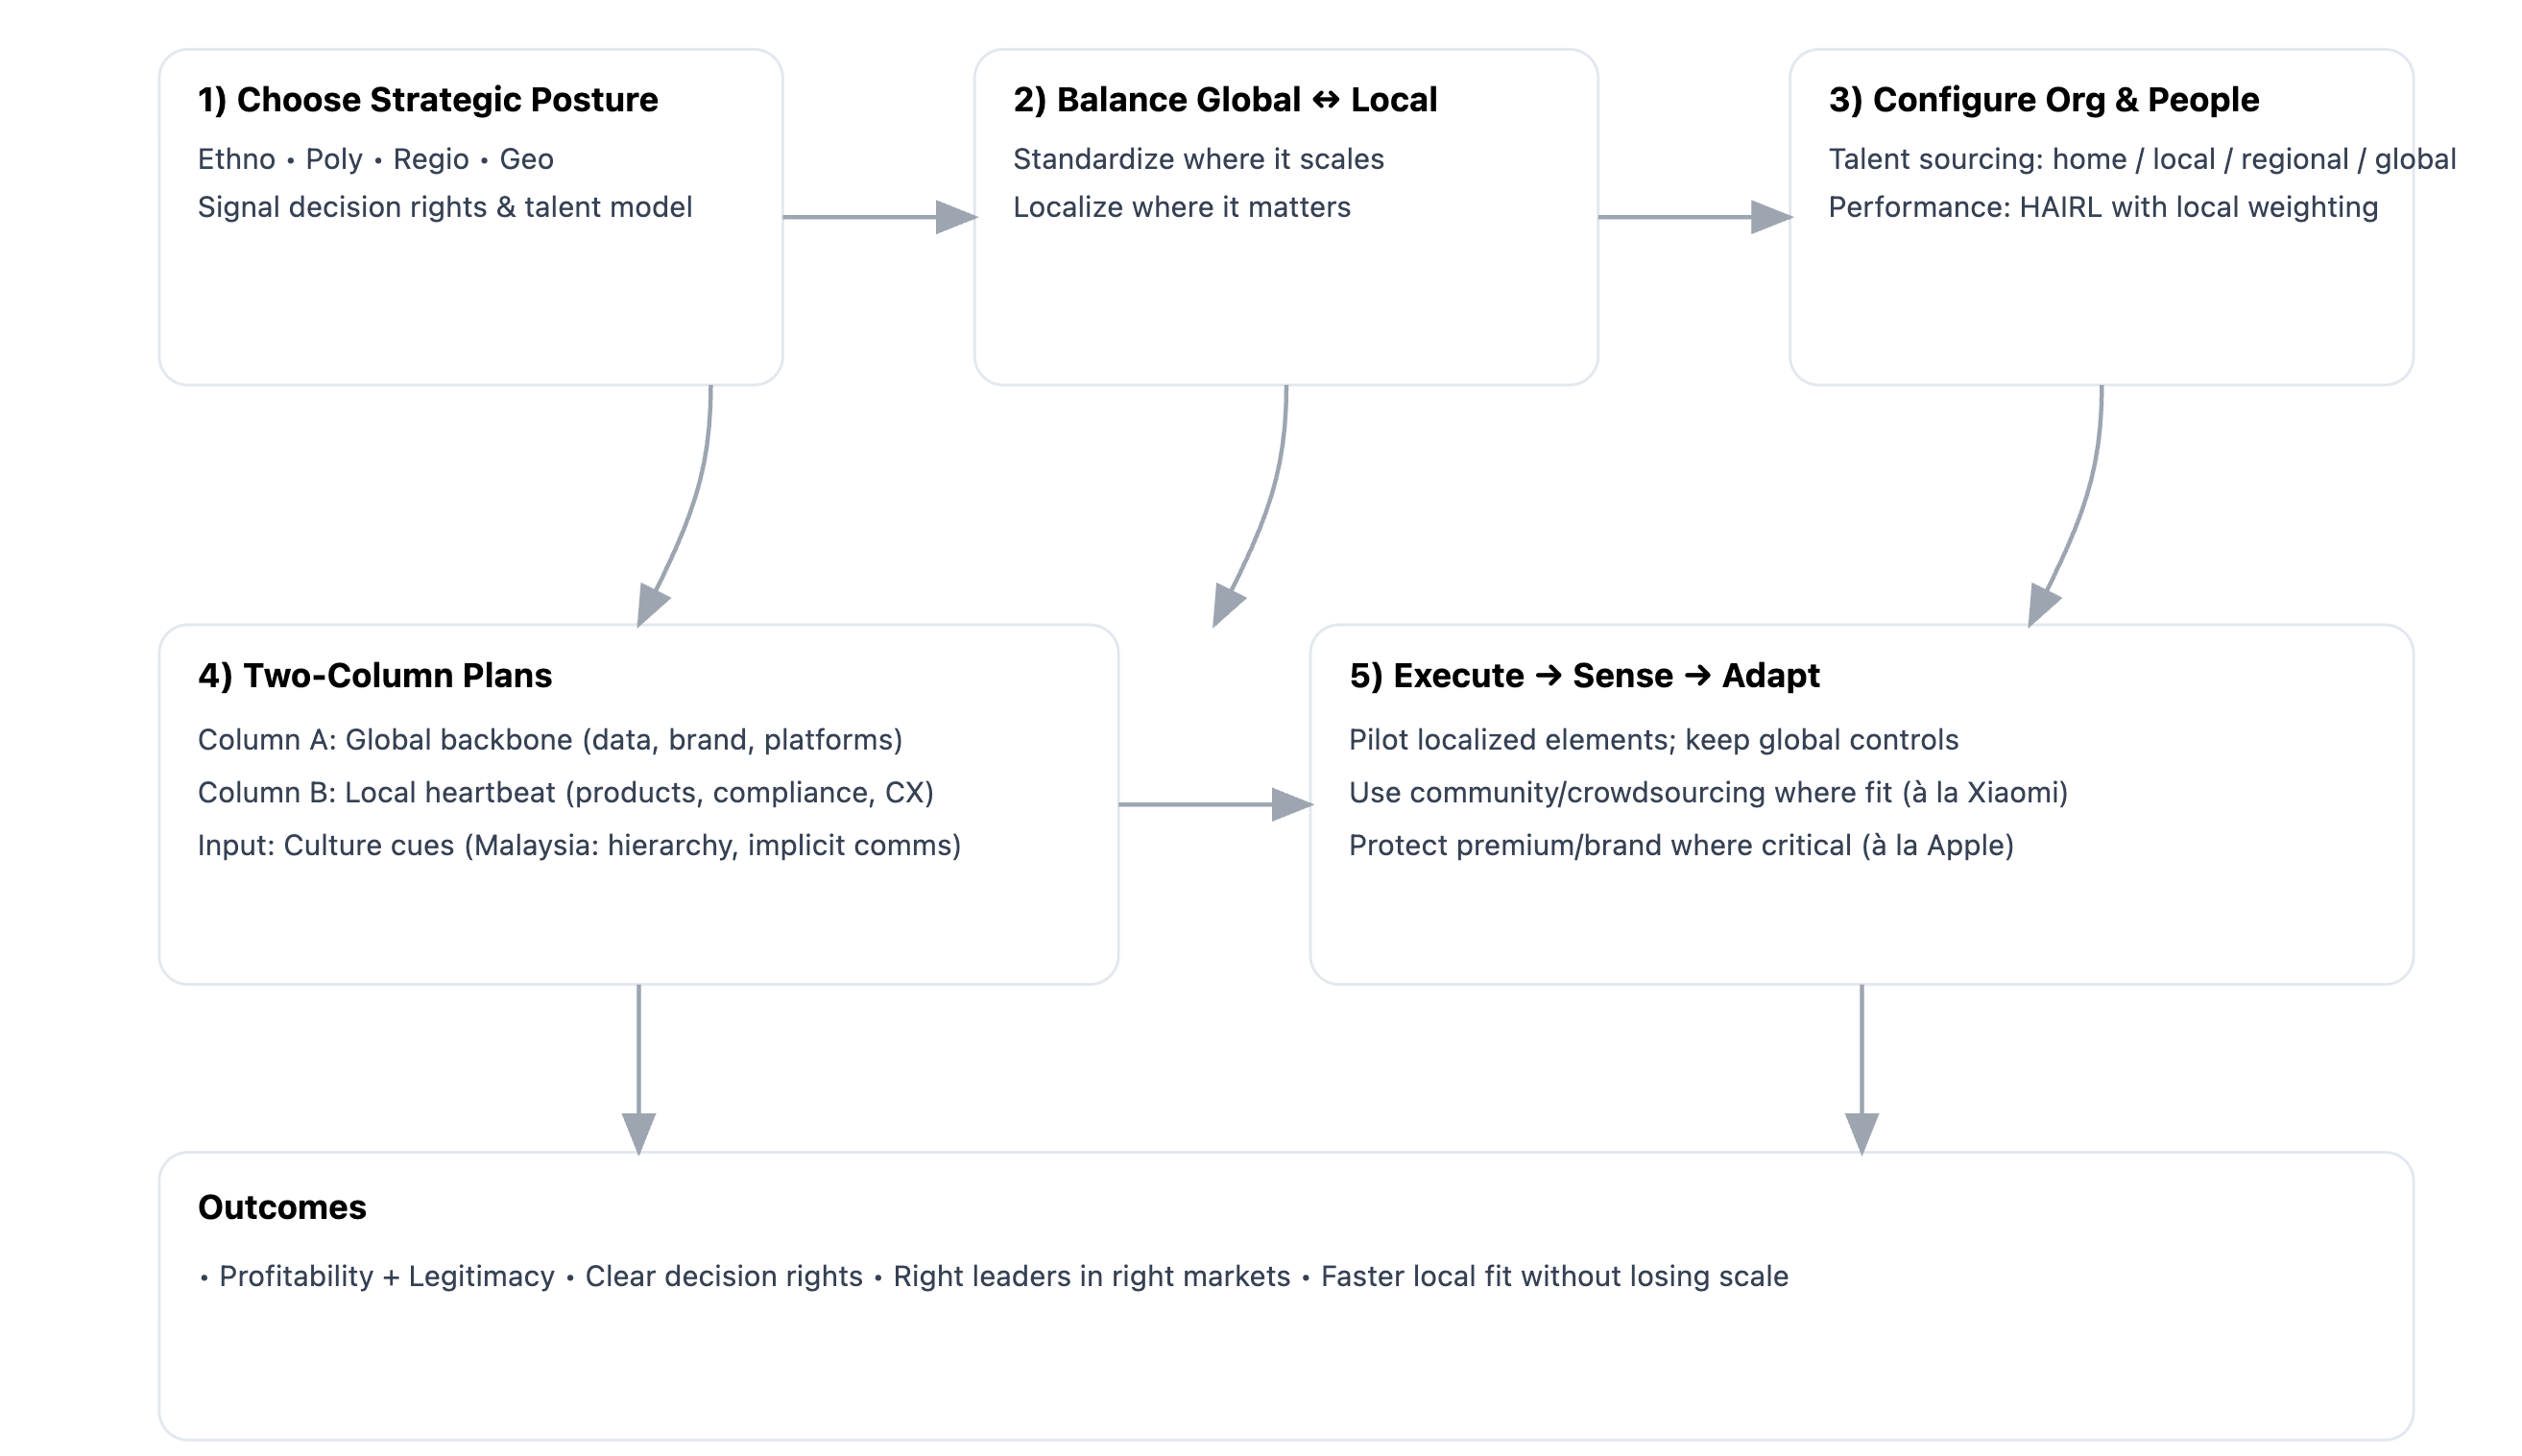 1) Choose Strategic Posture
Ethno • Poly • Regio • Geo
Signal decision rights & talent model
2) Balance Global ↔ Local
Standardize where it scales
Localize where it matters
3) Configure Org & People
Talent sourcing: home / local / regional / global
Performance: HAIRL with local weighting
4) Two-Column Plans
Column A: Global backbone (data, brand, platforms)
Column B: Local heartbeat (products, compliance, CX)
Input: Culture cues (Malaysia: hierarchy, implicit comms)
5) Execute → Sense → Adapt
Pilot localized elements; keep global controls
Use community/crowdsourcing where fit (à la Xiaomi)
Protect premium/brand where critical (à la Apple)
Outcomes
• Profitability + Legitimacy • Clear decision rights • Right leaders in right markets • Faster local fit without losing scale